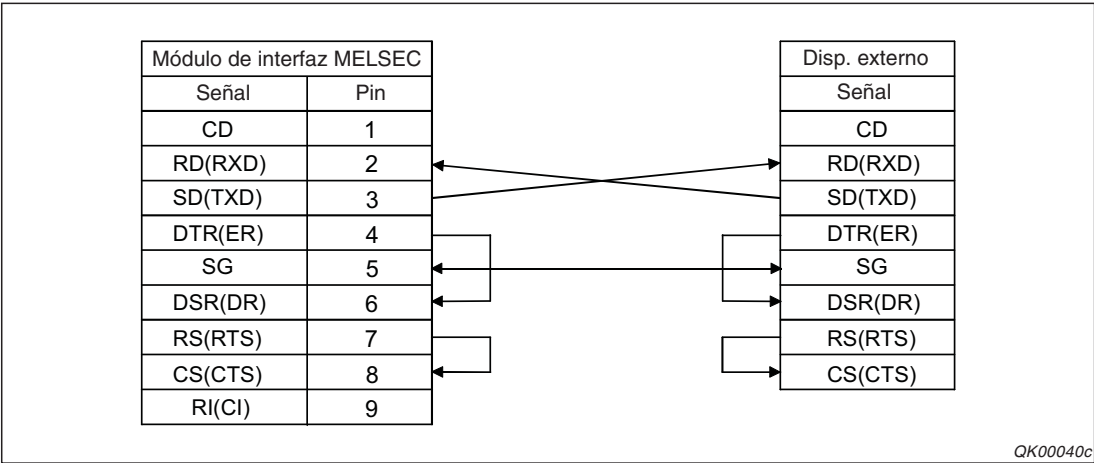 Módulo de interfaz MELSEC Disp. externo
Señal Pin Señal
CD 1 CD
RD(RXD) 2 RD(RXD)
SD(TXD) 3 SD(TXD)
DTR(ER) 4 DTR(ER)
SG 5 SG
DSR(DR) 6 DSR(DR)
RS(RTS) 7 RS(RTS)
CS(CTS) 8 CS(CTS)
RI(CI) 9
QK00040c